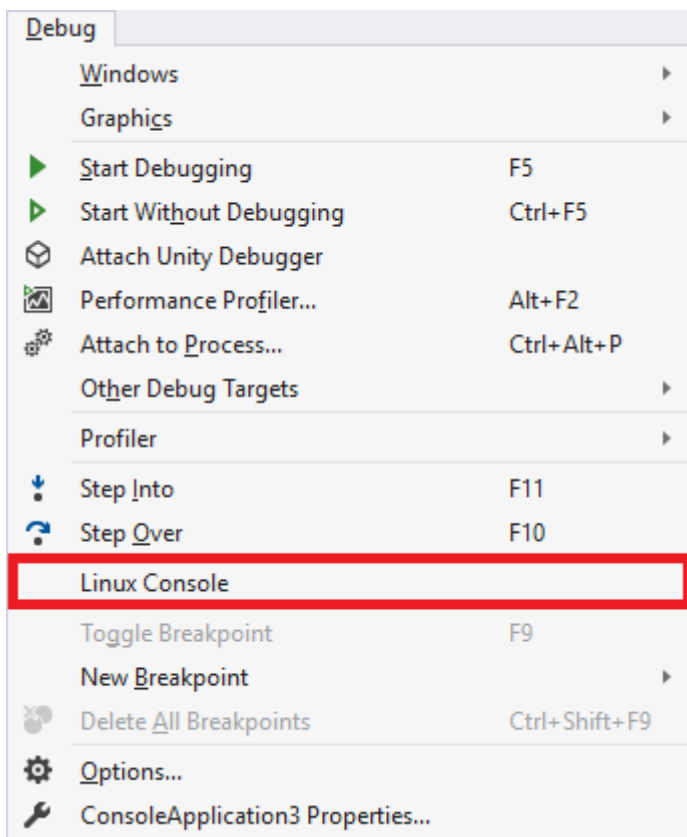 Debug
Windows
Graphics
Start Debugging F5
Start Without Debugging Ctrl+F5
Attach Unity Debugger
Performance Profiler... Alt+F2
Attach to Process... Ctrl+Alt+P
Other Debug Targets
Profiler
Step Into F11
Step Over F10
Linux Console
Toggle Breakpoint F9
New Breakpoint
Delete All Breakpoints Ctrl+Shift+F9
Options...
ConsoleApplication3 Properties...